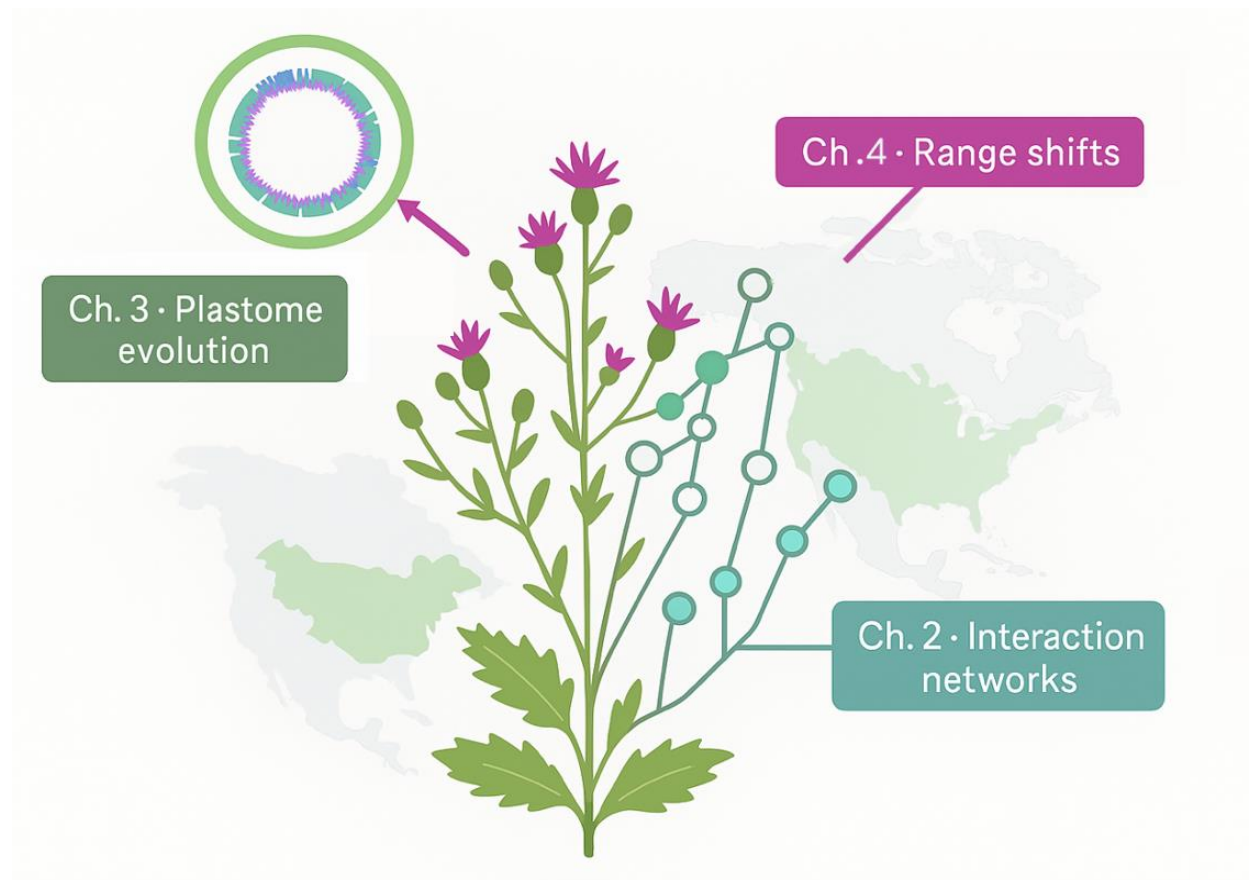 Ch.4 · Range shifts
Ch. 3 · Plastome
evolution
Ch. 2 · Interaction
networks